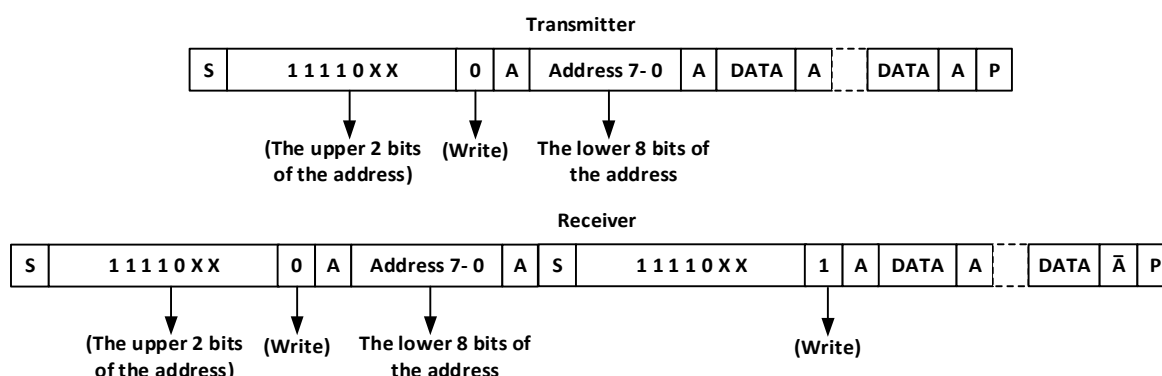 Transmitter
S 1 1 1 1 0 X X 0 A Address 7- 0 A DATA A DATA A P
(The upper 2 bits of the address) (Write) The lower 8 bits of the address
Receiver
S 1 1 1 1 0 X X 0 A Address 7- 0 A S 1 1 1 1 0 X X 1 A DATA A DATA Ā P
(The upper 2 bits of the address) (Write) The lower 8 bits of the address (Write)